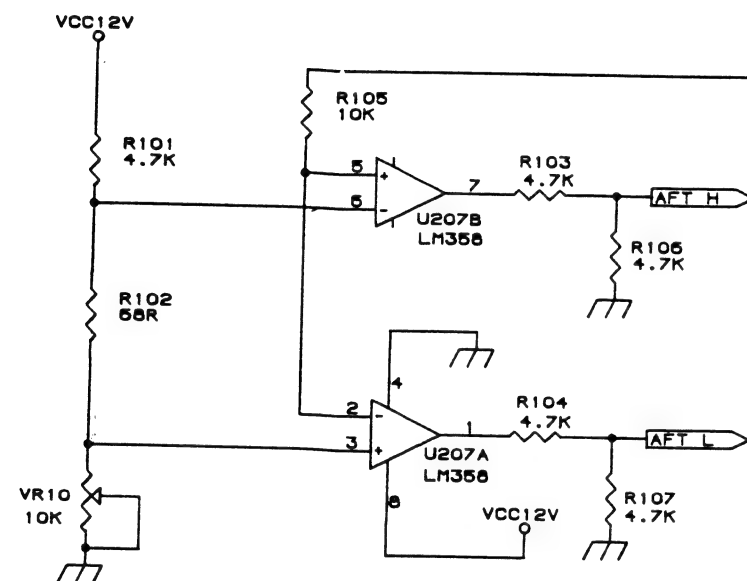 VCC12V
R105
10K
R101
4.7K
5
+
R103
4.7K
7
AFT H
6
-
U207B
LM358
R106
4.7K
R102
68R
4
2
-
R104
4.7K
1
AFT L
3
+
U207A
LM358
VR10
10K
8
VCC12V
R107
4.7K